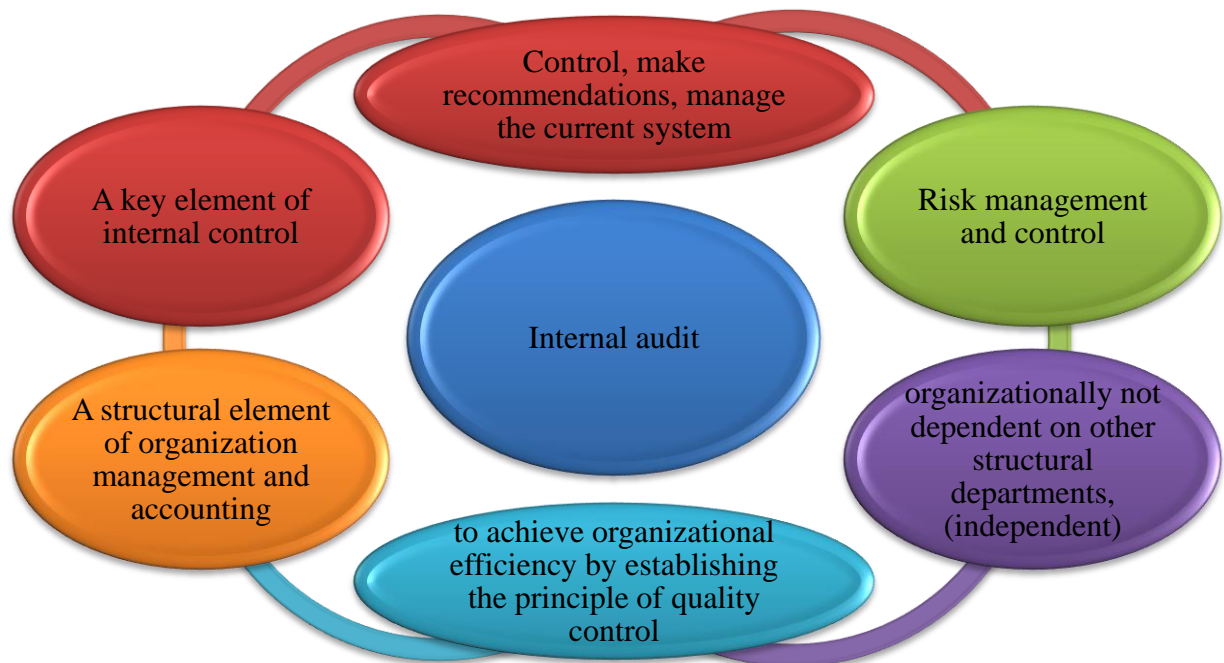 Control, make
recommendations, manage
the current system
A key element of
internal control
Risk management
and control
Internal audit
A structural element
of organization
management and
accounting
organizationally not
dependent on other
structural
departments,
(independent)
to achieve organizational
efficiency by establishing
the principle of quality
control